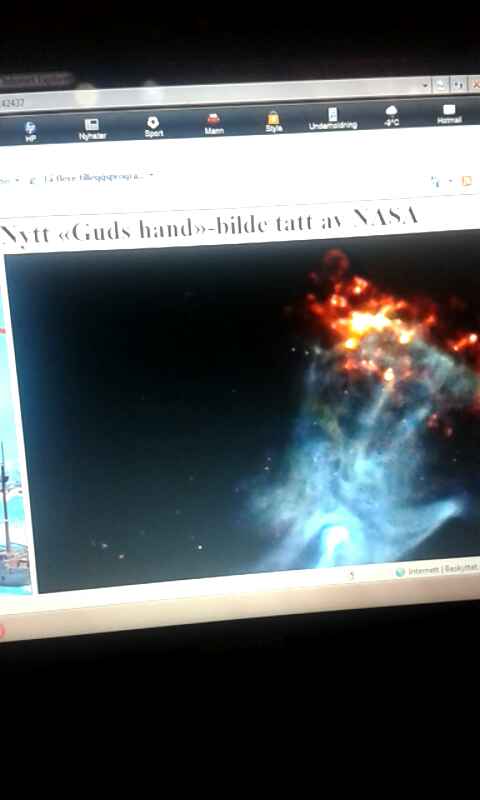 42437
HP Nyheter Sport Mann Style Underholdning -9°C Hotmail
Få flere tilleggsprogra...
Nytt «Guds hand»-bilde tatt av NASA
Internett | Beskyttet